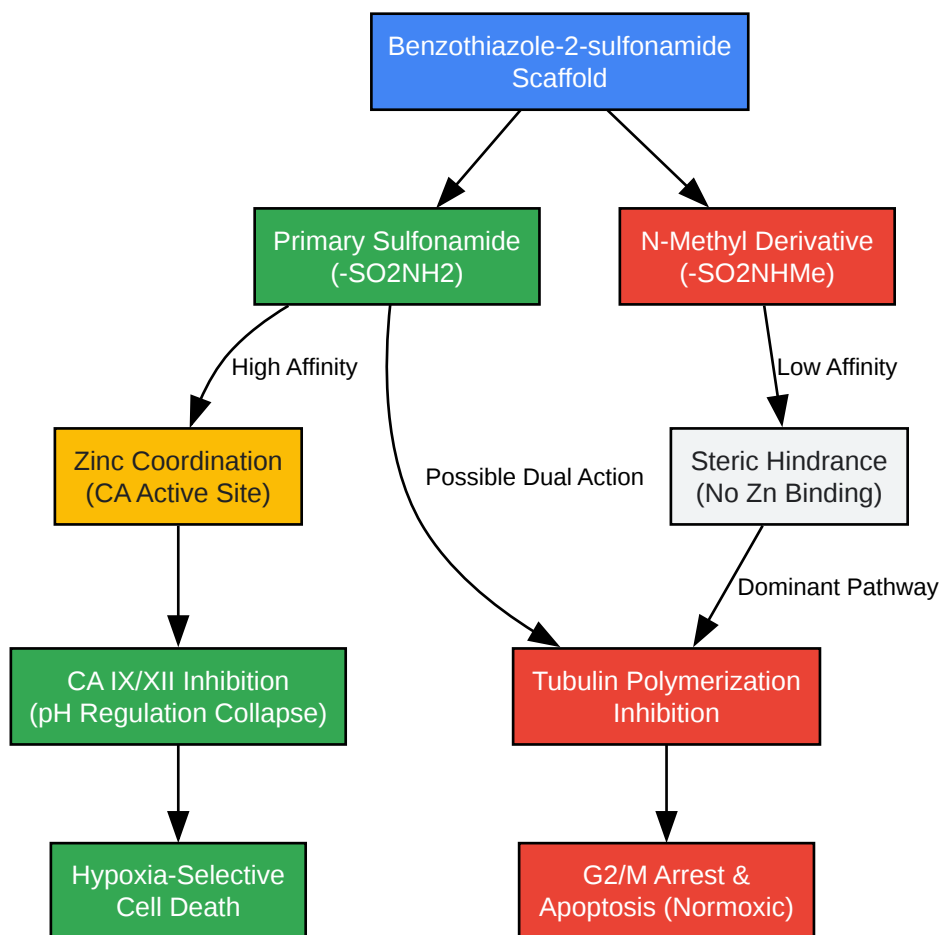 Benzothiazole-2-sulfonamide
Scaffold
Primary Sulfonamide
(-SO2NH2)
N-Methyl Derivative
(-SO2NHMe)
High Affinity
Low Affinity
Zinc Coordination
(CA Active Site)
Possible Dual Action
Steric Hindrance
(No Zn Binding)
Dominant Pathway
CA IX/XII Inhibition
(pH Regulation Collapse)
Tubulin Polymerization
Inhibition
Hypoxia-Selective
Cell Death
G2/M Arrest &
Apoptosis (Normoxic)